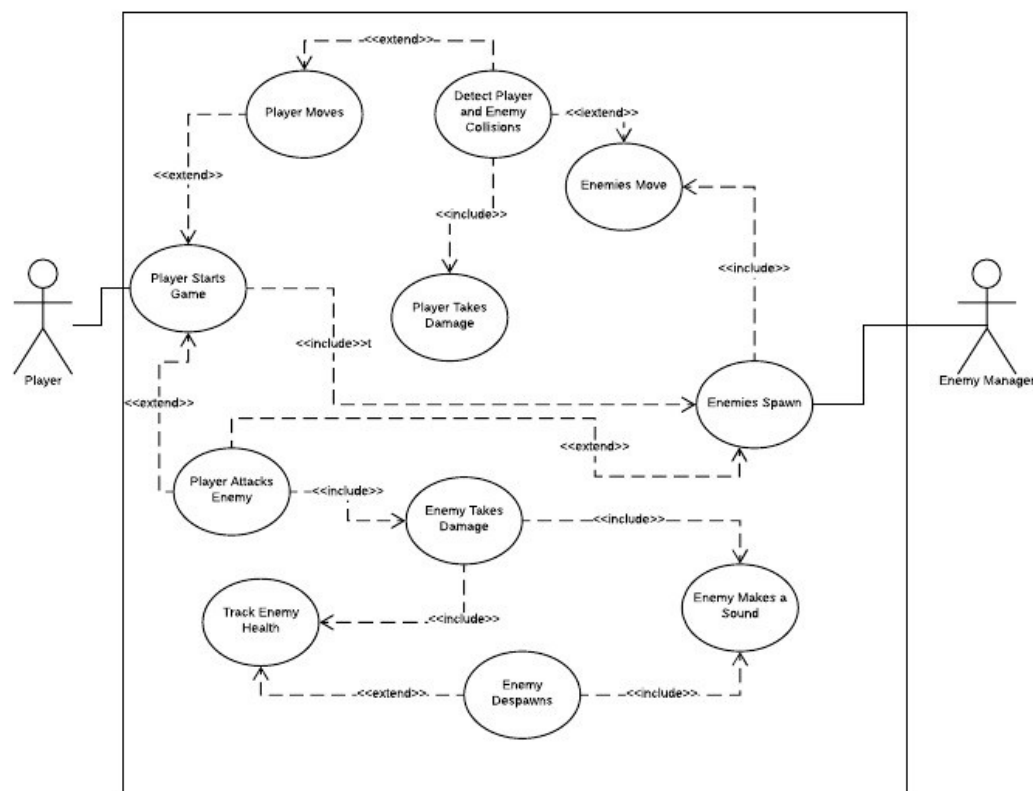 <<extend>>
Player Moves
Detect Player
and Enemy
Collisions
<<iextend>>
Enemies Move
<<extend>>
<<include>>
<<include>>
Player Starts
Game
Player Takes
Damage
<<include>>t
Player
Enemy Manager
Enemies Spawn
<<extend>>
<<extend>>
Player Attacks
Enemy
<<include>>
Enemy Takes
Damage
<<include>>
Track Enemy
Health
<<include>>
Enemy Makes a
Sound
<<extend>>
Enemy
Despawns
<<include>>